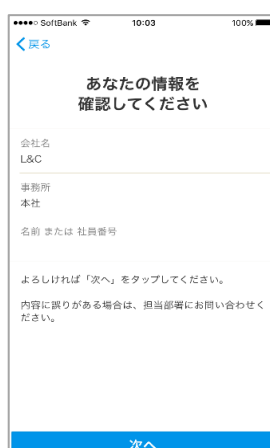 SoftBank 10:03 100%
戻る
あなたの情報を
確認してください
会社名
L&C
事務所
本社
名前 または 社員番号
よろしければ「次へ」をタップしてください。
内容に誤りがある場合は、担当部署にお問い合わせく
ださい。
次へ